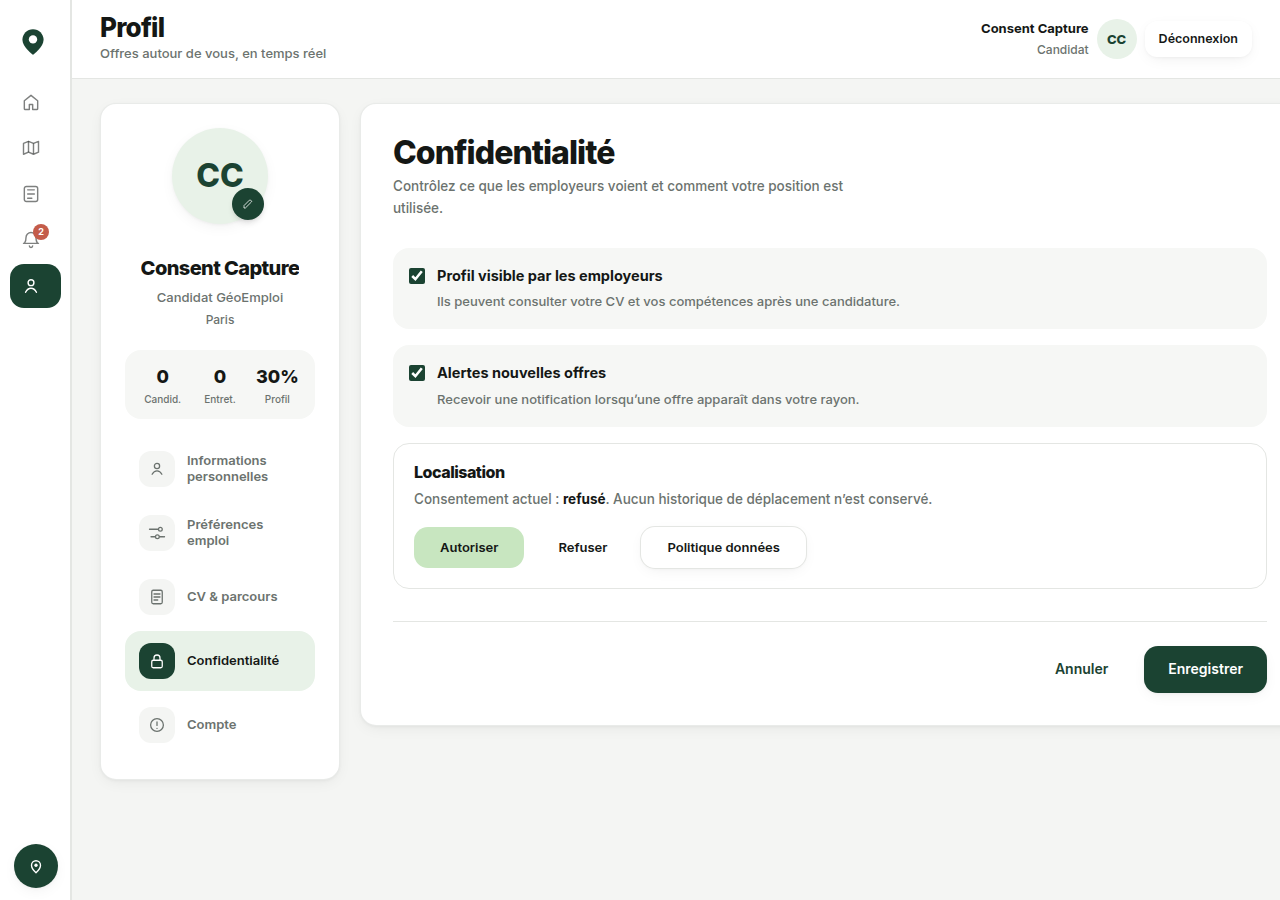 Profil
Offres autour de vous, en temps réel
Consent Capture
Candidat
CC
Déconnexion
2
CC
Consent Capture
Candidat GéoEmploi
Paris
0 0 30%
Candid. Entret. Profil
Informations
personnelles
Préférences
emploi
CV & parcours
Confidentialité
Compte
Confidentialité
Contrôlez ce que les employeurs voient et comment votre position est
utilisée.
Profil visible par les employeurs
Ils peuvent consulter votre CV et vos compétences après une candidature.
Alertes nouvelles offres
Recevoir une notification lorsqu’une offre apparaît dans votre rayon.
Localisation
Consentement actuel : refusé. Aucun historique de déplacement n’est conservé.
Autoriser Refuser Politique données
Annuler Enregistrer